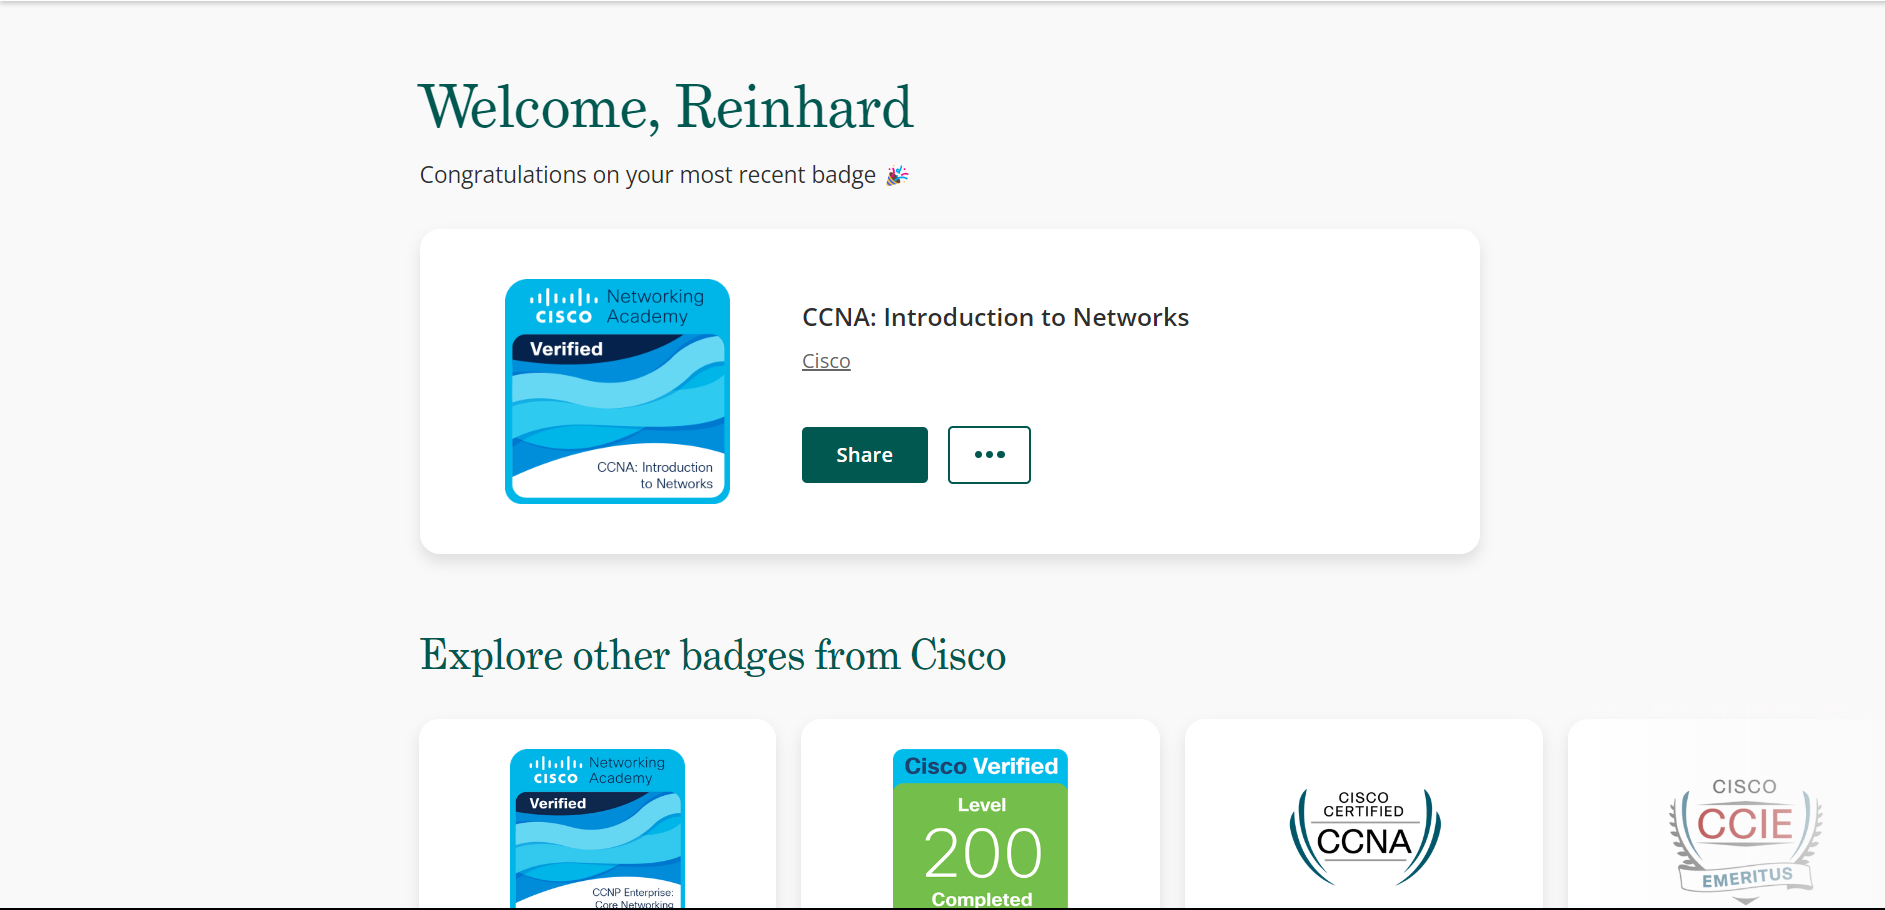 Welcome, Reinhard
Congratulations on your most recent badge
CISCO
Networking
Academy
Verified
CCNA: Introduction
to Networks
CCNA: Introduction to Networks
Cisco
Share
Explore other badges from Cisco
CISCO
Networking
Academy
Verified
CCNP Enterprise:
Core Networking
Cisco Verified
Level
200
Completed
CISCO
CERTIFIED
CCNA
CISCO
CCIE
EMERITUS